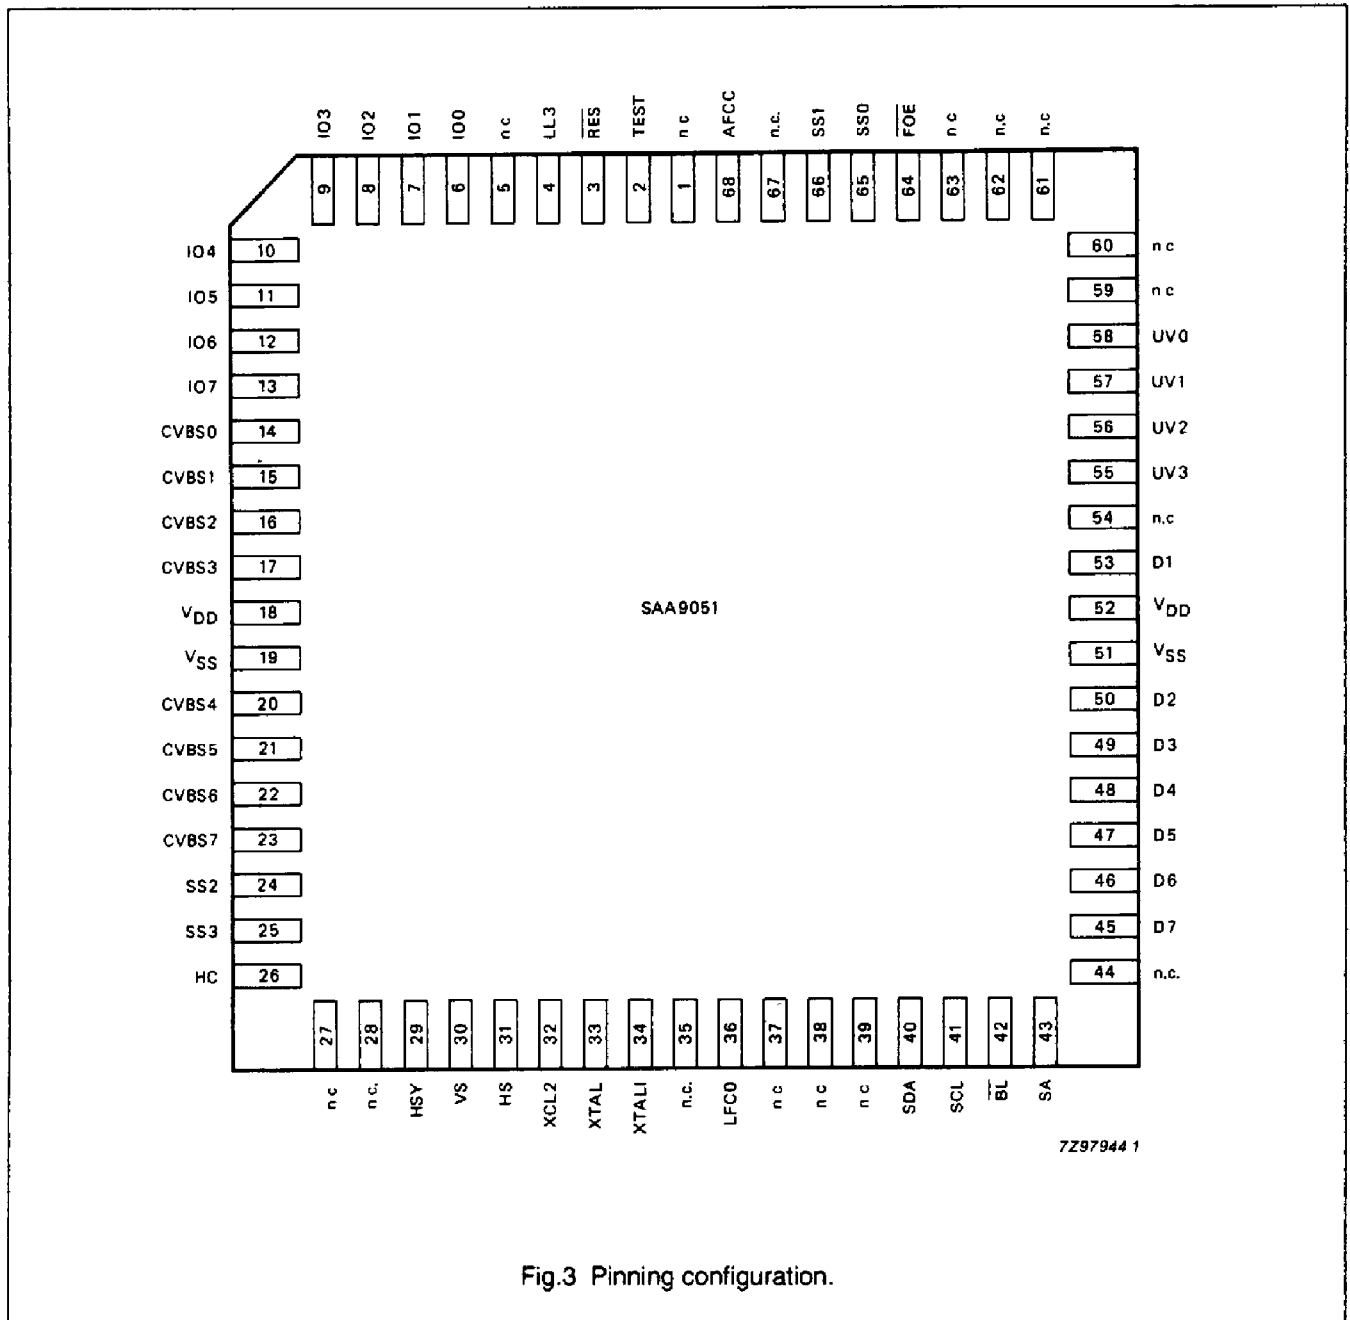 IO3 IO2 IO1 IO0 n c LL3 RES TEST n c AFCC n.c. SS1 SS0 FOE n c n.c n.c
9 8 7 6 5 4 3 2 1 68 67 66 65 64 63 62 61
IO4 10 60 n c
IO5 11 59 n c
IO6 12 58 UV0
IO7 13 57 UV1
CVBS0 14 56 UV2
CVBS1 15 55 UV3
CVBS2 16 54 n.c
CVBS3 17 53 D1
VDD 18 SAA9051 52 VDD
VSS 19 51 VSS
CVBS4 20 50 D2
CVBS5 21 49 D3
CVBS6 22 48 D4
CVBS7 23 47 D5
SS2 24 46 D6
SS3 25 45 D7
HC 26 44 n.c.
27 28 29 30 31 32 33 34 35 36 37 38 39 40 41 42 43
n c n c. HSY VS HS XCL2 XTAL XTALI n.c. LFCO n c n c n c SDA SCL BL SA
7Z97944 1
Fig.3 Pinning configuration.